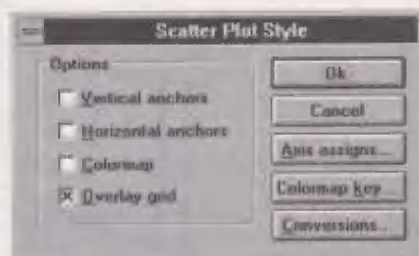 Scatter Plot Style
Options
Vertical anchors
Horizontal anchors
Colormap
Overlay grid
Ok
Cancel
Axis assigns...
Colormap Key...
Conversions...